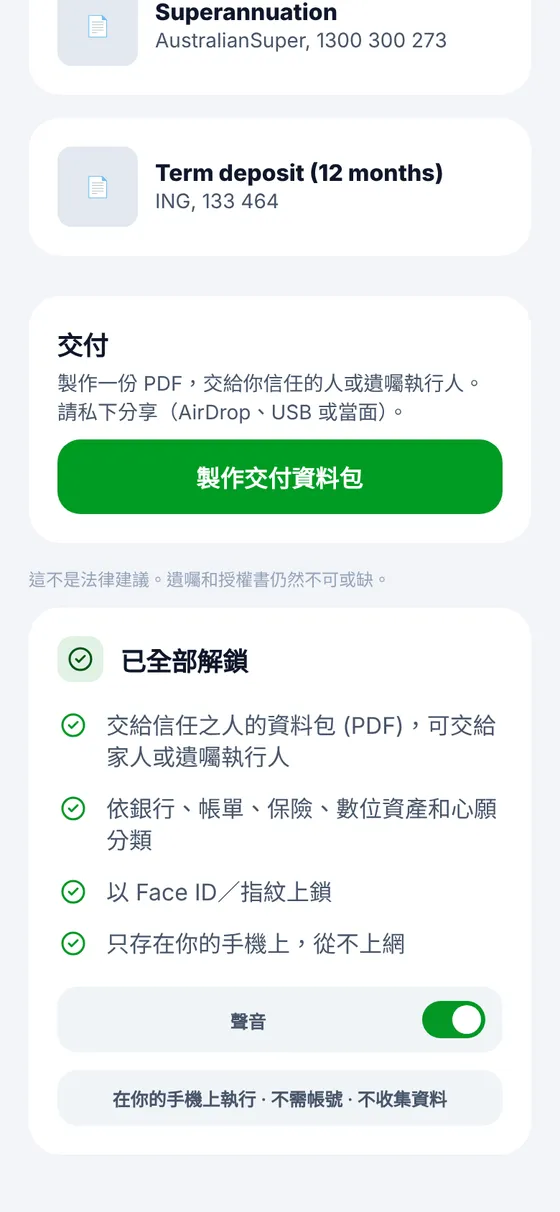 Superannuation
AustralianSuper, 1300 300 273
Term deposit (12 months)
ING, 133 464
交付
製作一份 PDF，交給你信任的人或遺囑執行人。
請私下分享（AirDrop、USB 或當面）。
製作交付資料包
這不是法律建議。遺囑和授權書仍然不可或缺。
已全部解鎖
交給信任之人的資料包 (PDF)，可交給
家人或遺囑執行人
依銀行、帳單、保險、數位資產和心願
分類
以 Face ID／指紋上鎖
只存在你的手機上，從不上網
聲音
在你的手機上執行 · 不需帳號 · 不收集資料